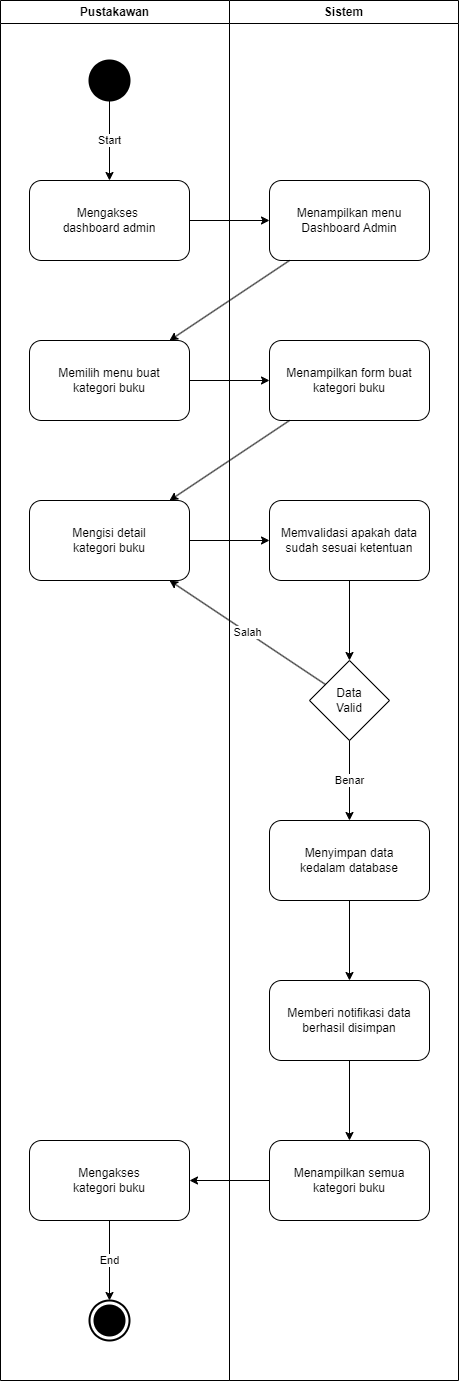 Pustakawan
Sistem
Start
Mengakses
dashboard admin
Menampilkan menu
Dashboard Admin
Memilih menu buat
kategori buku
Menampilkan form buat
kategori buku
Mengisi detail
kategori buku
Memvalidasi apakah data
sudah sesuai ketentuan
Salah
Data
Valid
Benar
Menyimpan data
kedalam database
Memberi notifikasi data
berhasil disimpan
Mengakses
kategori buku
Menampilkan semua
kategori buku
End